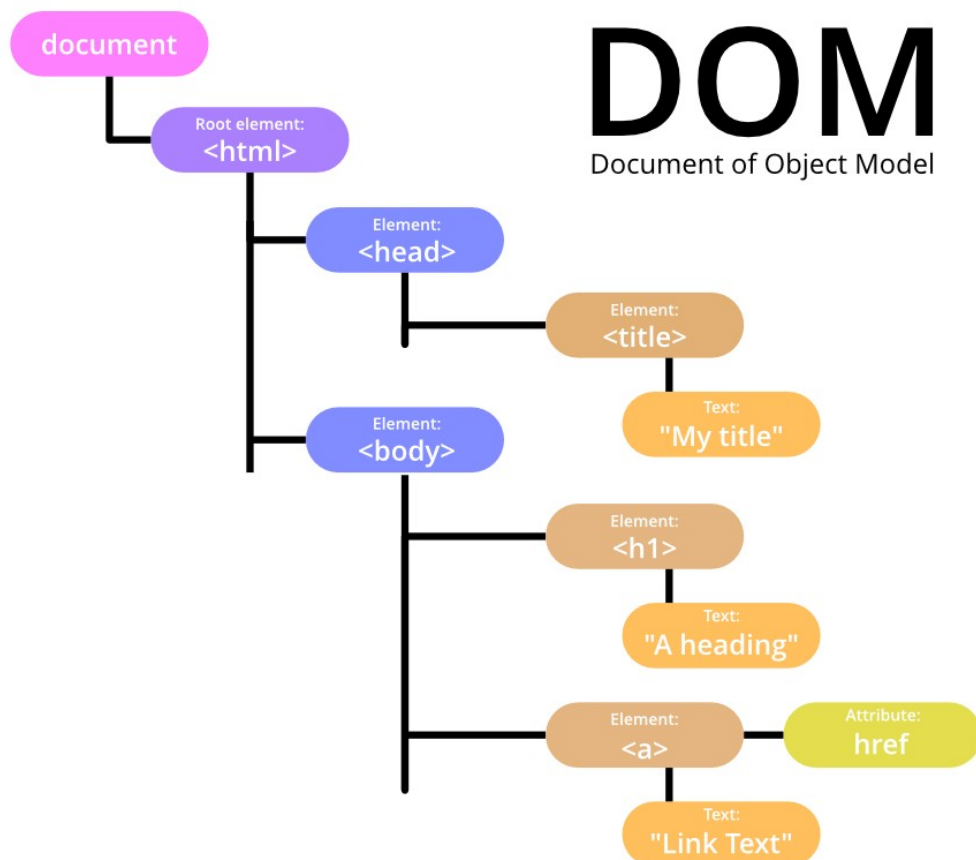 document
DOM
Document of Object Model
Root element:
<html>
Element:
<head>
Element:
<title>
Text:
"My title"
Element:
<body>
Element:
<h1>
Text:
"A heading"
Element:
<a>
Attribute:
href
Text:
"Link Text"